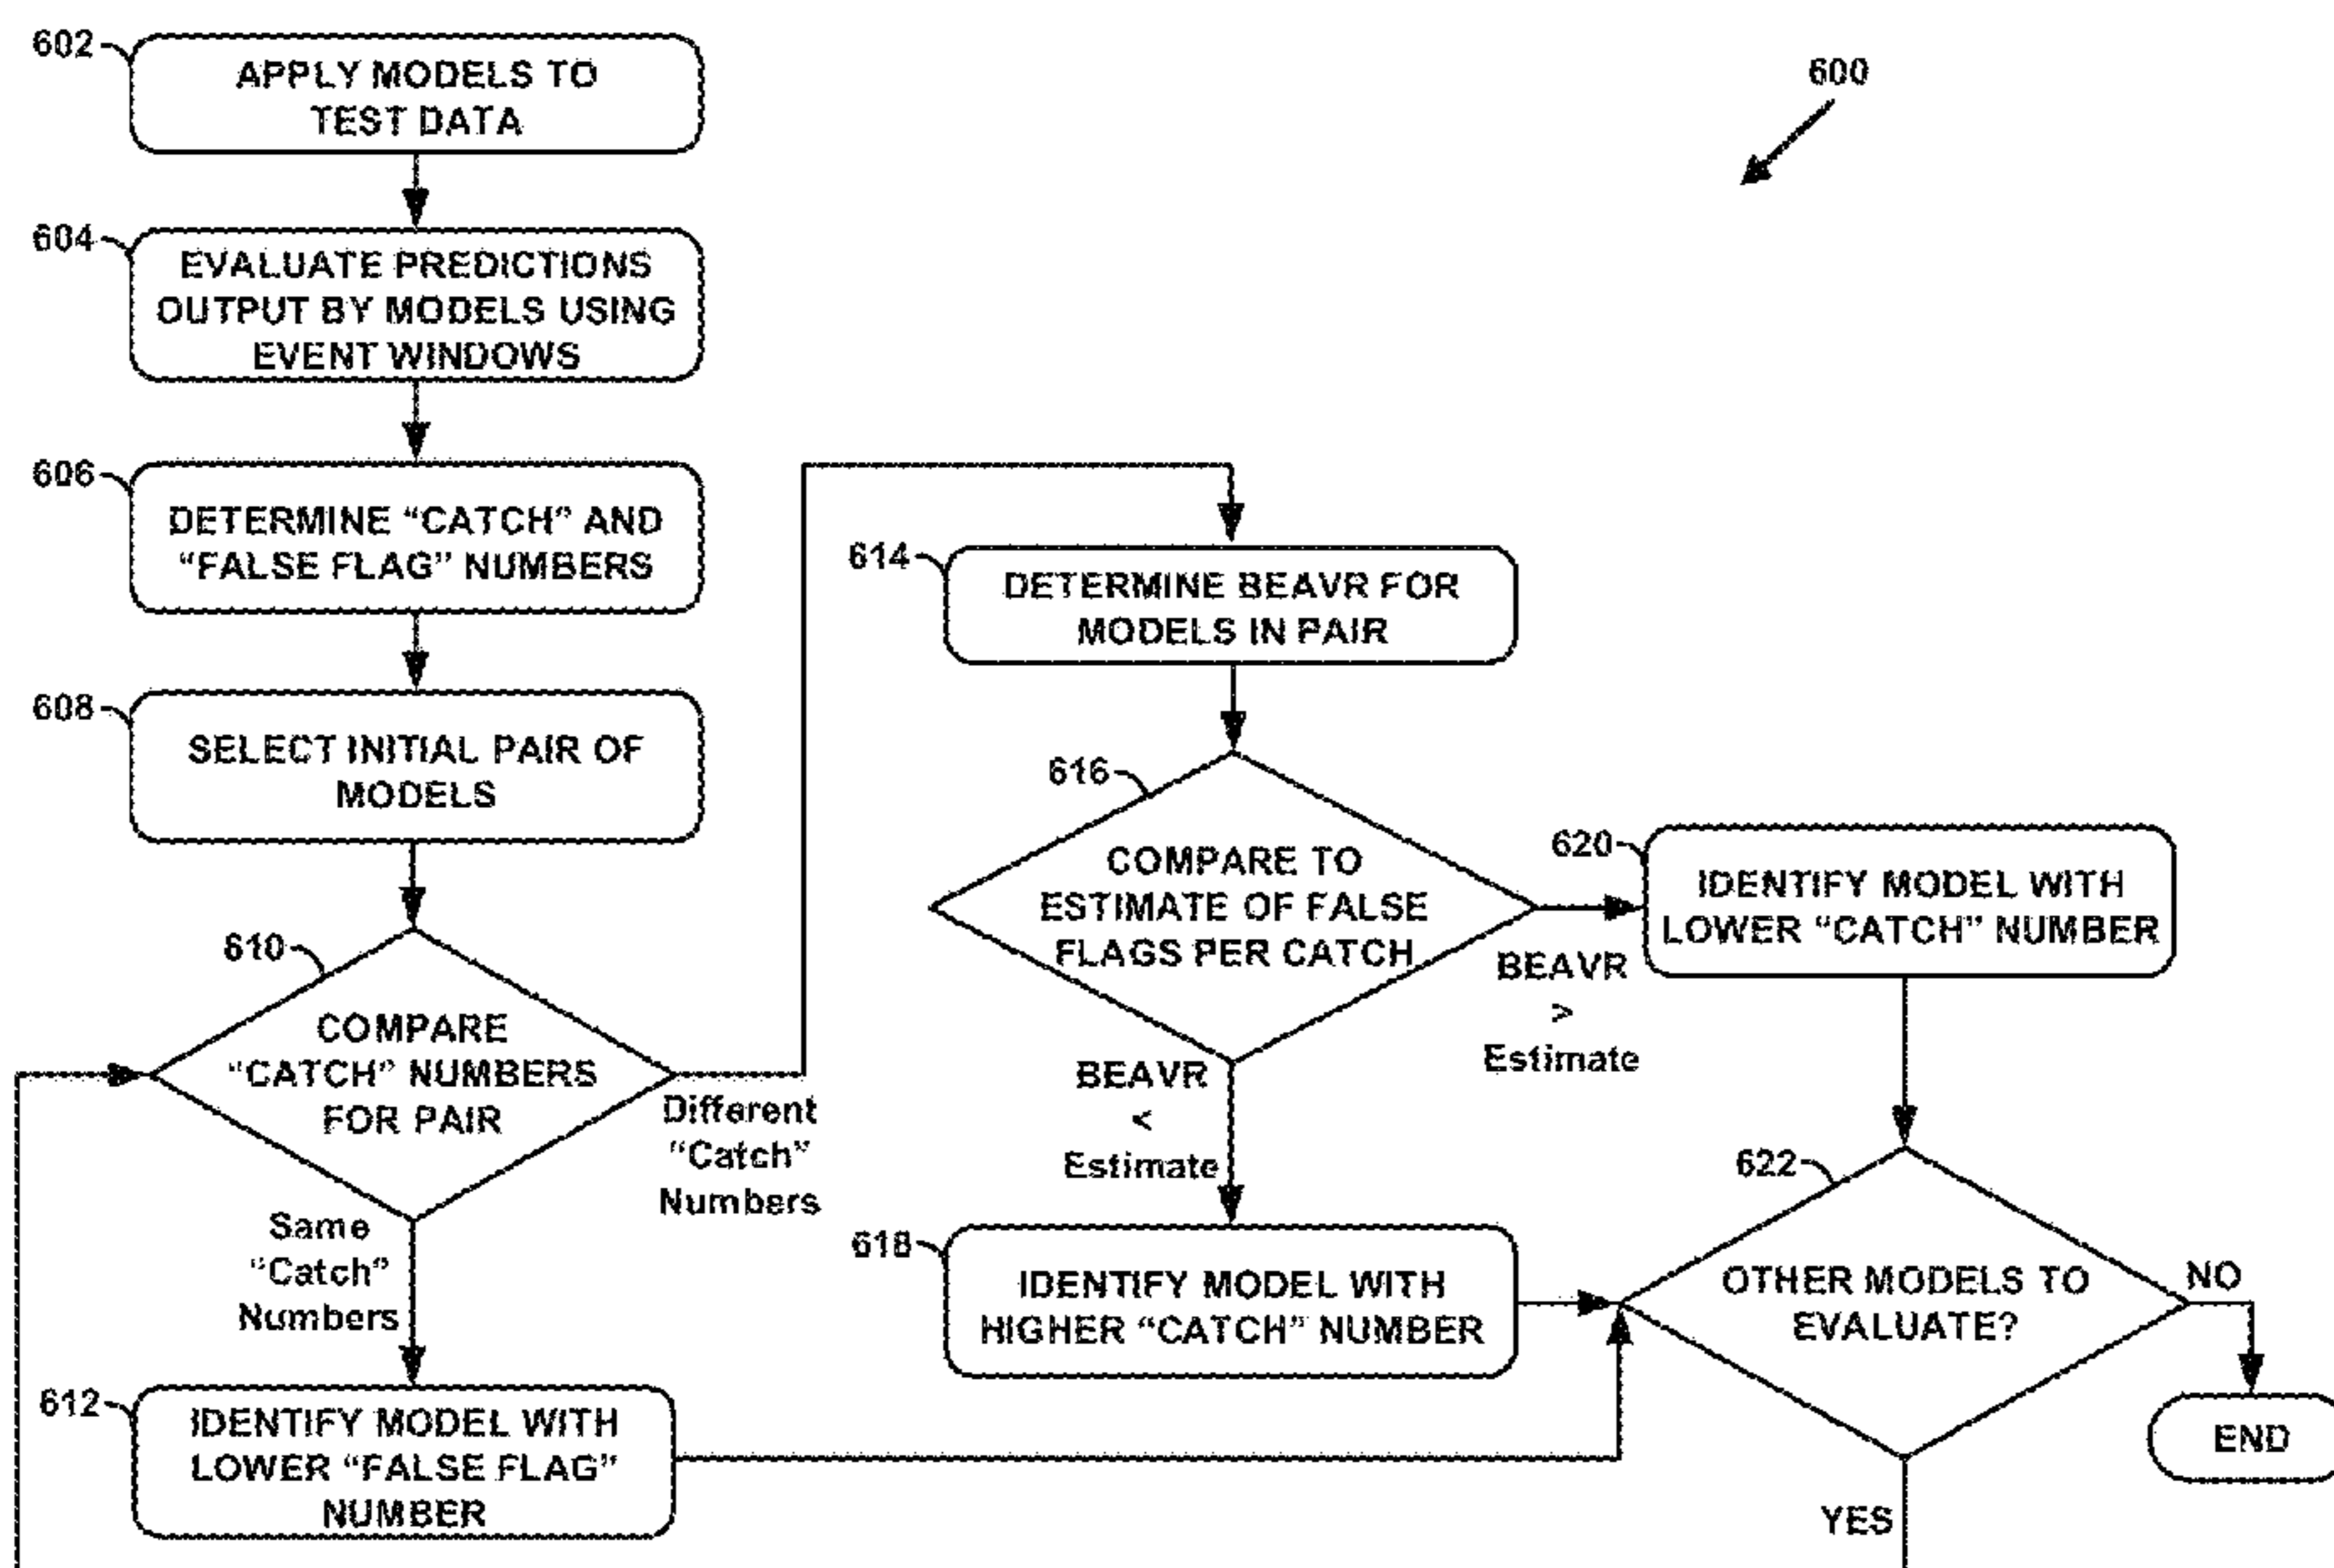 602
APPLY MODELS TO
TEST DATA
600
604
EVALUATE PREDICTIONS
OUTPUT BY MODELS USING
EVENT WINDOWS
606
DETERMINE “CATCH” AND
“FALSE FLAG” NUMBERS
608
SELECT INITIAL PAIR OF
MODELS
610
COMPARE
“CATCH” NUMBERS
FOR PAIR
Different
“Catch”
Numbers
Same
“Catch”
Numbers
612
IDENTIFY MODEL WITH
LOWER “FALSE FLAG”
NUMBER
614
DETERMINE BEAVR FOR
MODELS IN PAIR
616
COMPARE TO
ESTIMATE OF FALSE
FLAGS PER CATCH
BEAVR
<
Estimate
BEAVR
>
Estimate
618
IDENTIFY MODEL WITH
HIGHER “CATCH” NUMBER
620
IDENTIFY MODEL WITH
LOWER “CATCH” NUMBER
622
OTHER MODELS TO
EVALUATE?
NO
END
YES